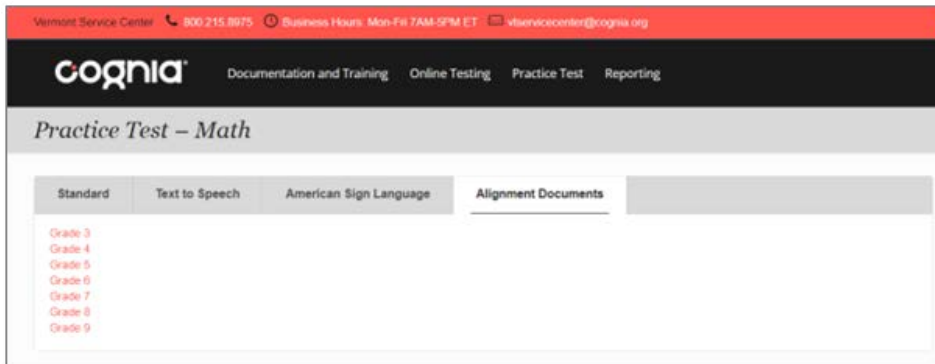 Vermont Service Center 800.215.8975 Business Hours: Mon-Fri 7AM-5PM ET vtservicecenter@cognia.org
cognia Documentation and Training Online Testing Practice Test Reporting
Practice Test – Math
Standard Text to Speech American Sign Language Alignment Documents
Grade 3
Grade 4
Grade 5
Grade 6
Grade 7
Grade 8
Grade 9